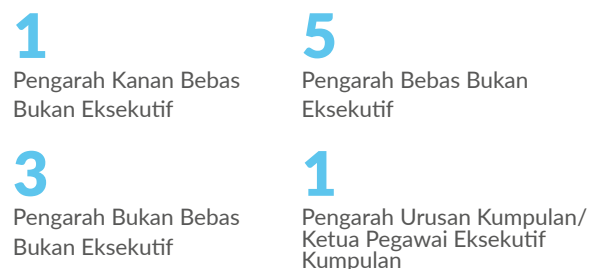 1
Pengarah Kanan Bebas
Bukan Eksekutif
5
Pengarah Bebas Bukan
Eksekutif
3
Pengarah Bukan Bebas
Bukan Eksekutif
1
Pengarah Urusan Kumpulan/
Ketua Pegawai Eksekutif
Kumpulan